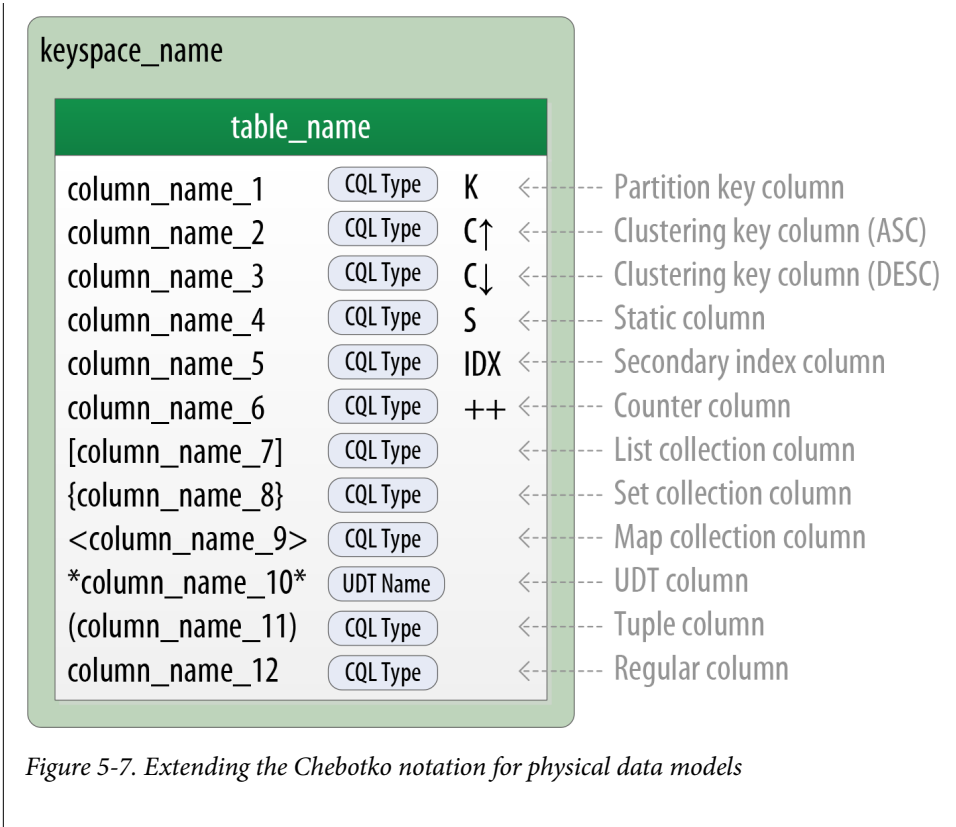 keyspace_name
table_name
column_name_1 CQL Type K Partition key column
column_name_2 CQL Type C↑ Clustering key column (ASC)
column_name_3 CQL Type C↓ Clustering key column (DESC)
column_name_4 CQL Type S Static column
column_name_5 CQL Type IDX Secondary index column
column_name_6 CQL Type ++ Counter column
[column_name_7] CQL Type List collection column
{column_name_8} CQL Type Set collection column
<column_name_9> CQL Type Map collection column
*column_name_10* UDT Name UDT column
(column_name_11) CQL Type Tuple column
column_name_12 CQL Type Regular column
Figure 5-7. Extending the Chebotko notation for physical data models